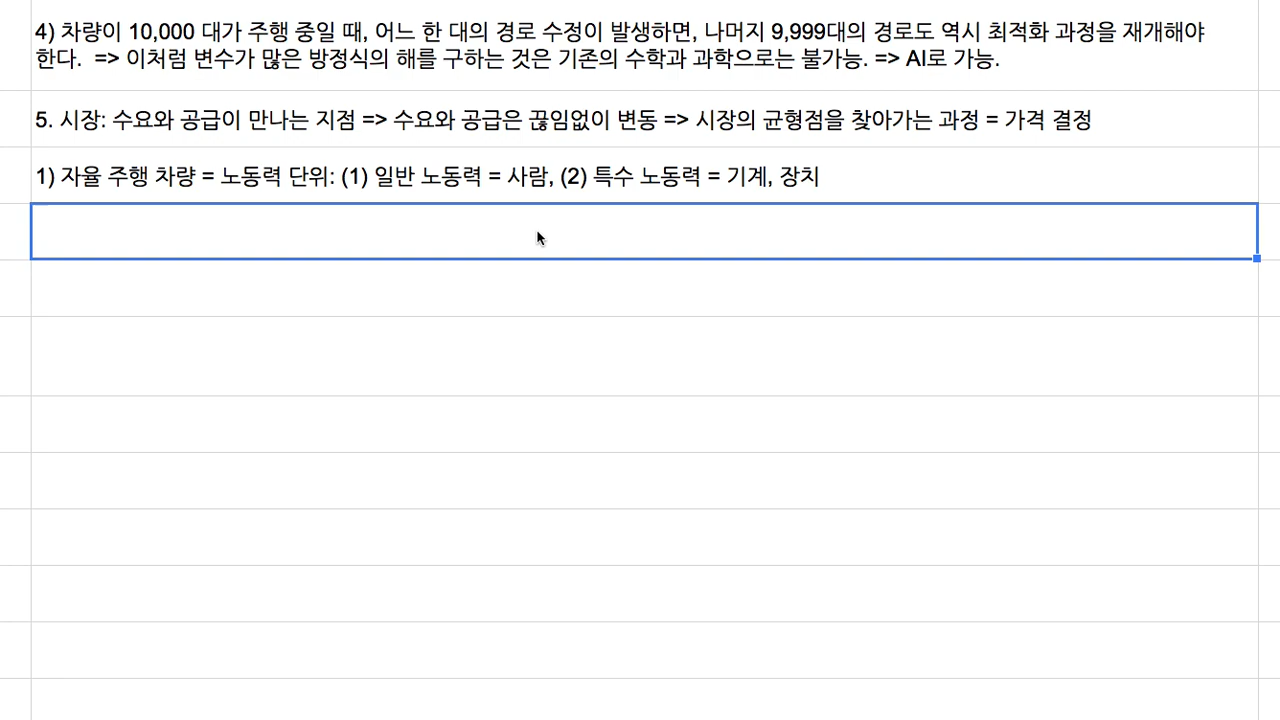 4) 차량이 10,000 대가 주행 중일 때, 어느 한 대의 경로 수정이 발생하면, 나머지 9,999대의 경로도 역시 최적화 과정을 재개해야
한다.  => 이처럼 변수가 많은 방정식의 해를 구하는 것은 기존의 수학과 과학으로는 불가능. => AI로 가능.
5. 시장: 수요와 공급이 만나는 지점 => 수요와 공급은 끊임없이 변동 => 시장의 균형점을 찾아가는 과정 = 가격 결정
1) 자율 주행 차량 = 노동력 단위: (1) 일반 노동력 = 사람, (2) 특수 노동력 = 기계, 장치